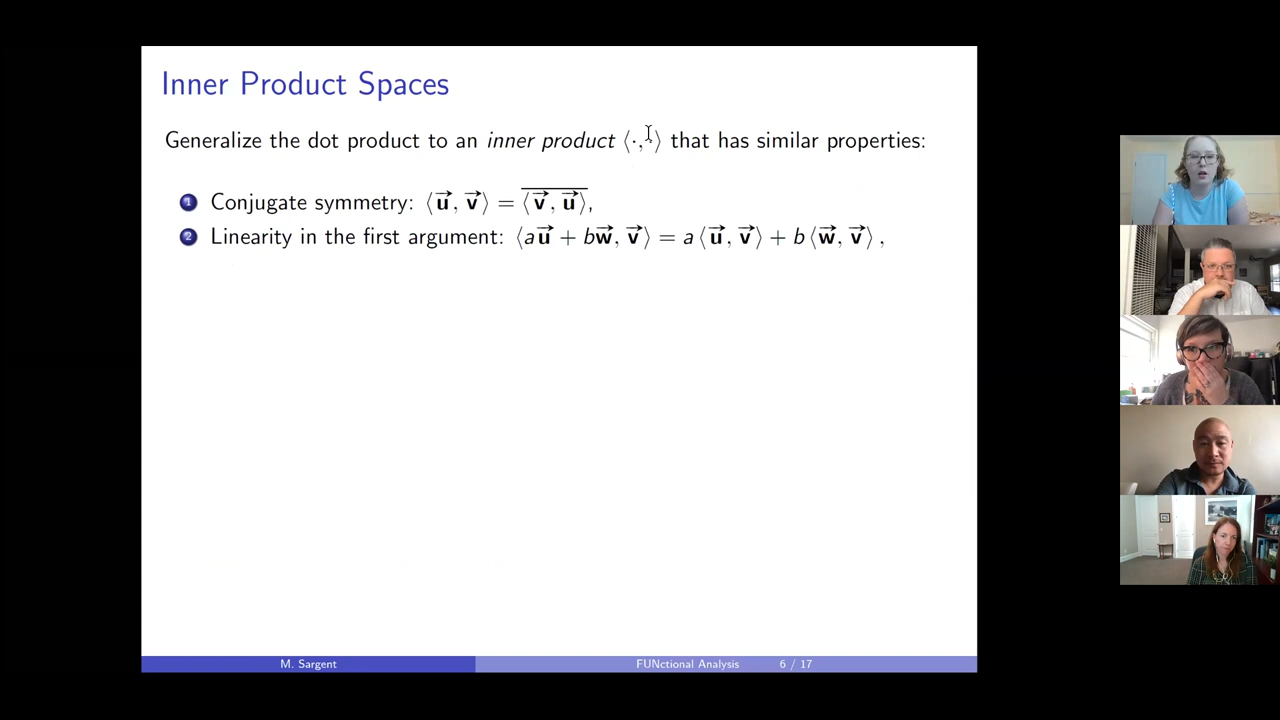 Inner Product Spaces
Generalize the dot product to an inner product ⟨·,·⟩ that has similar properties:
1 Conjugate symmetry: ⟨u⃗, v⃗⟩ = \overline{⟨v⃗, u⃗⟩},
2 Linearity in the first argument: ⟨au⃗ + bw⃗, v⃗⟩ = a⟨u⃗, v⃗⟩ + b⟨w⃗, v⃗⟩,
M. Sargent FUNctional Analysis 6 / 17